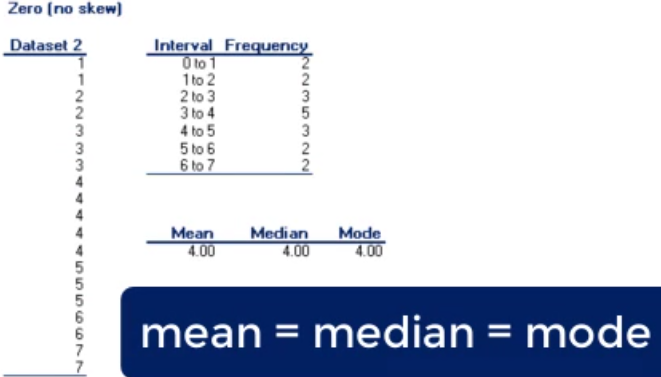 Zero (no skew)
Dataset 2
1
1
2
2
3
3
3
4
4
4
4
4
5
5
5
6
6
7
7
Interval Frequency
0 to 1 2
1 to 2 2
2 to 3 3
3 to 4 5
4 to 5 3
5 to 6 2
6 to 7 2
Mean Median Mode
4.00 4.00 4.00
mean = median = mode